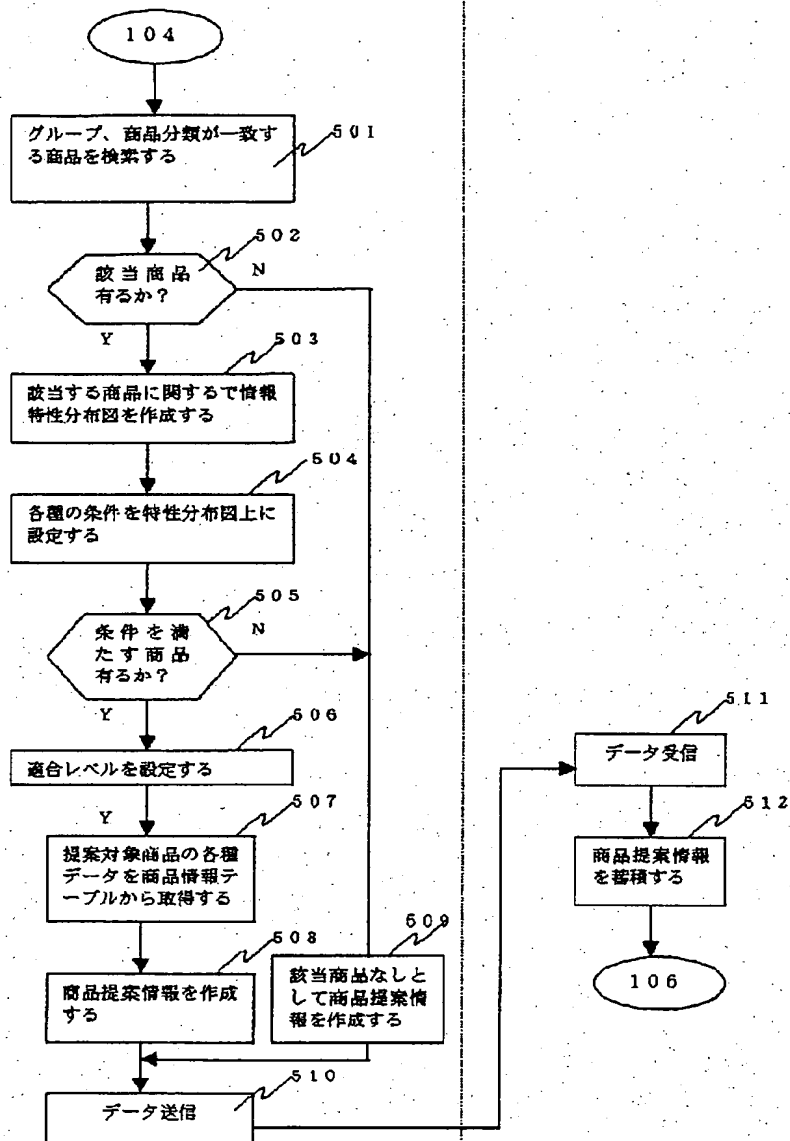 104
グループ、商品分類が一致す
る商品を検索する
501
502
該当商品
有るか?
N
Y
503
該当する商品に関するで情報
特性分布図を作成する
504
各種の条件を特性分布図上に
設定する
505
条件を満
たす商品
有るか?
N
Y
506
適合レベルを設定する
Y
507
提案対象商品の各種
データを商品情報テ
ーブルから取得する
508
商品提案情報を作成
する
509
該当商品なしと
して商品提案情
報を作成する
510
データ送信
511
データ受信
512
商品提案情報
を蓄積する
106